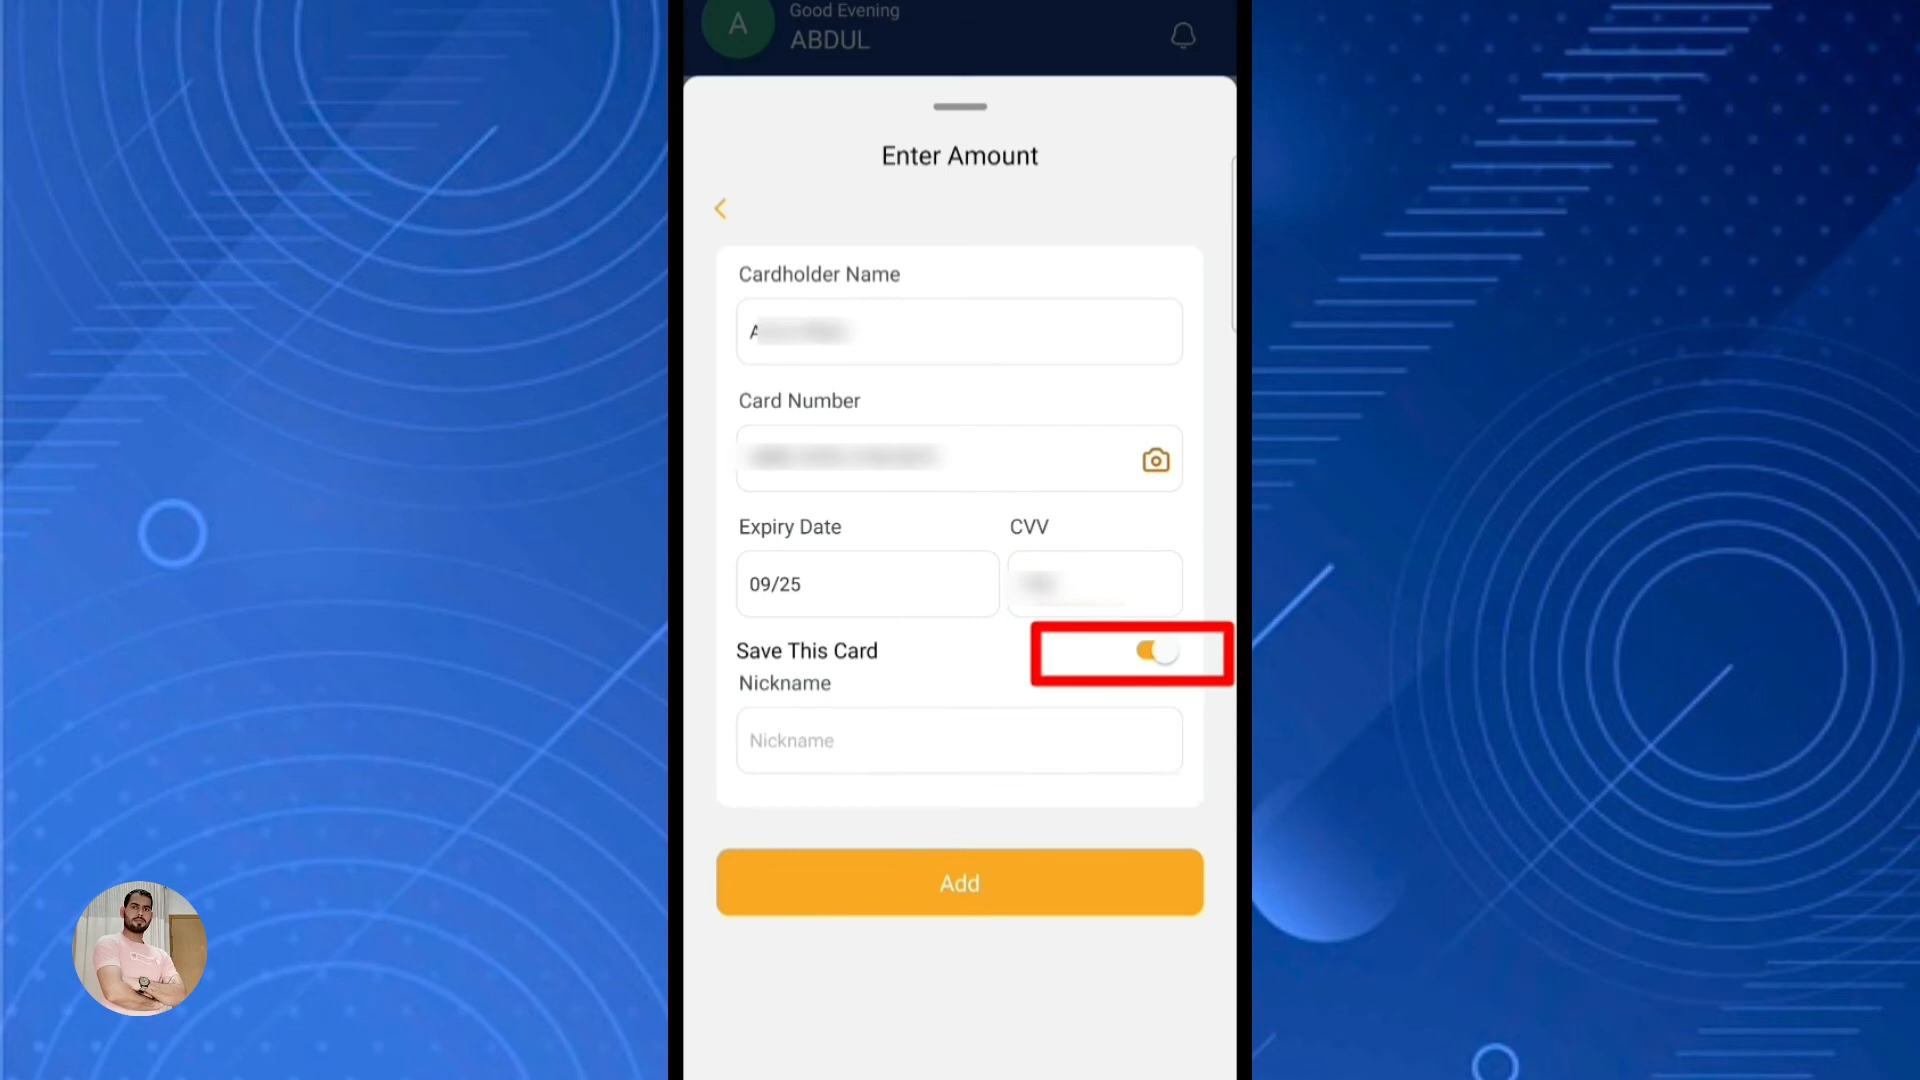 A
Good Evening
ABDUL
Enter Amount
Cardholder Name
A
Card Number
Expiry Date
CVV
09/25
Save This Card
Nickname
Nickname
Add